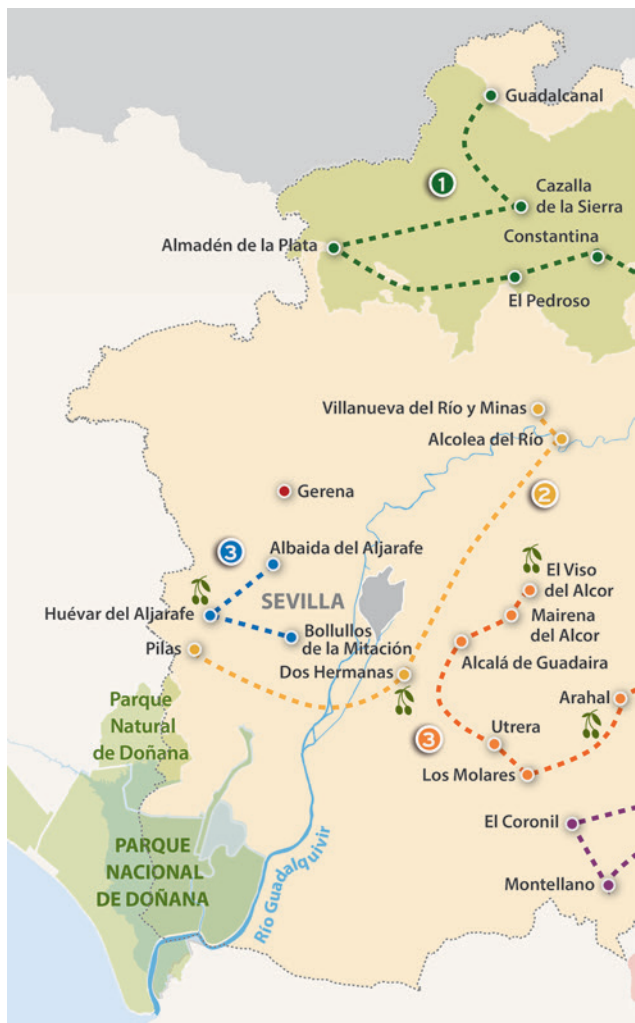 Guadalcanal
1
Cazalla
de la Sierra
Almadén de la Plata
Constantina
El Pedroso
Villanueva del Río y Minas
Alcolea del Río
Gerena
2
3
Albaida del Aljarafe
El Viso
del Alcor
Huévar del Aljarafe
SEVILLA
Mairena
del Alcor
Bollullos
de la Mitación
Pilas
Alcalá de Guadaira
Dos Hermanas
Arahal
Parque
Natural
de Doñana
3
Utrera
Los Molares
El Coronil
PARQUE
NACIONAL
DE DOÑANA
Río Guadalquivir
Montellano